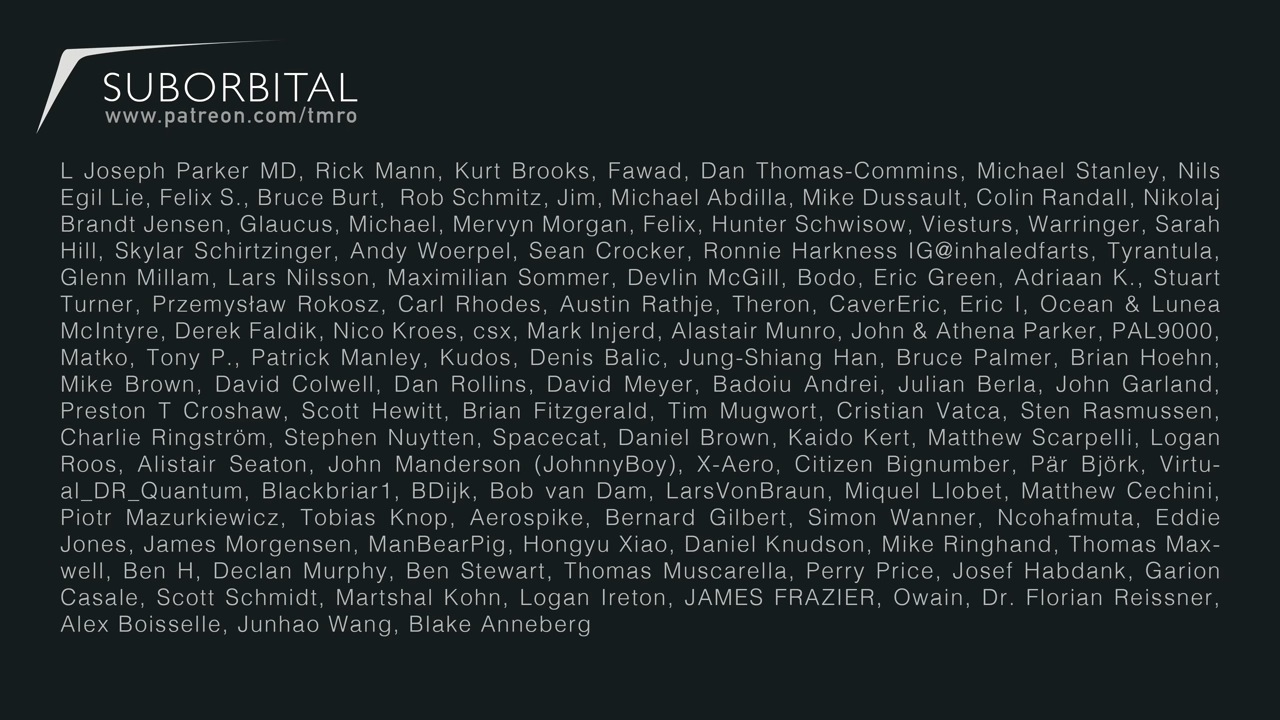 SUBORBITAL
www.patreon.com/tmro
L Joseph Parker MD, Rick Mann, Kurt Brooks, Fawad, Dan Thomas-Commins, Michael Stanley, Nils
Egil Lie, Felix S., Bruce Burt, Rob Schmitz, Jim, Michael Abdilla, Mike Dussault, Colin Randall, Nikolaj
Brandt Jensen, Glaucus, Michael, Mervyn Morgan, Felix, Hunter Schwisow, Viesturs, Warringer, Sarah
Hill, Skylar Schirtzinger, Andy Woerpel, Sean Crocker, Ronnie Harkness IG@inhaledfarts, Tyrantula,
Glenn Millam, Lars Nilsson, Maximilian Sommer, Devlin McGill, Bodo, Eric Green, Adriaan K., Stuart
Turner, Przemysław Rokosz, Carl Rhodes, Austin Rathje, Theron, CaverEric, Eric I, Ocean & Lunea
McIntyre, Derek Faldik, Nico Kroes, csx, Mark Injerd, Alastair Munro, John & Athena Parker, PAL9000,
Matko, Tony P., Patrick Manley, Kudos, Denis Balic, Jung-Shiang Han, Bruce Palmer, Brian Hoehn,
Mike Brown, David Colwell, Dan Rollins, David Meyer, Badoiu Andrei, Julian Berla, John Garland,
Preston T Croshaw, Scott Hewitt, Brian Fitzgerald, Tim Mugwort, Cristian Vatca, Sten Rasmussen,
Charlie Ringström, Stephen Nuytten, Spacecat, Daniel Brown, Kaido Kert, Matthew Scarpelli, Logan
Roos, Alistair Seaton, John Manderson (JohnnyBoy), X-Aero, Citizen Bignumber, Pär Björk, Virtu-
al_DR_Quantum, Blackbriar1, BDijk, Bob van Dam, LarsVonBraun, Miquel Llobet, Matthew Cechini,
Piotr Mazurkiewicz, Tobias Knop, Aerospike, Bernard Gilbert, Simon Wanner, Ncohafmuta, Eddie
Jones, James Morgensen, ManBearPig, Hongyu Xiao, Daniel Knudson, Mike Ringhand, Thomas Max-
well, Ben H, Declan Murphy, Ben Stewart, Thomas Muscarella, Perry Price, Josef Habdank, Garion
Casale, Scott Schmidt, Martshal Kohn, Logan Ireton, JAMES FRAZIER, Owain, Dr. Florian Reissner,
Alex Boisselle, Junhao Wang, Blake Anneberg